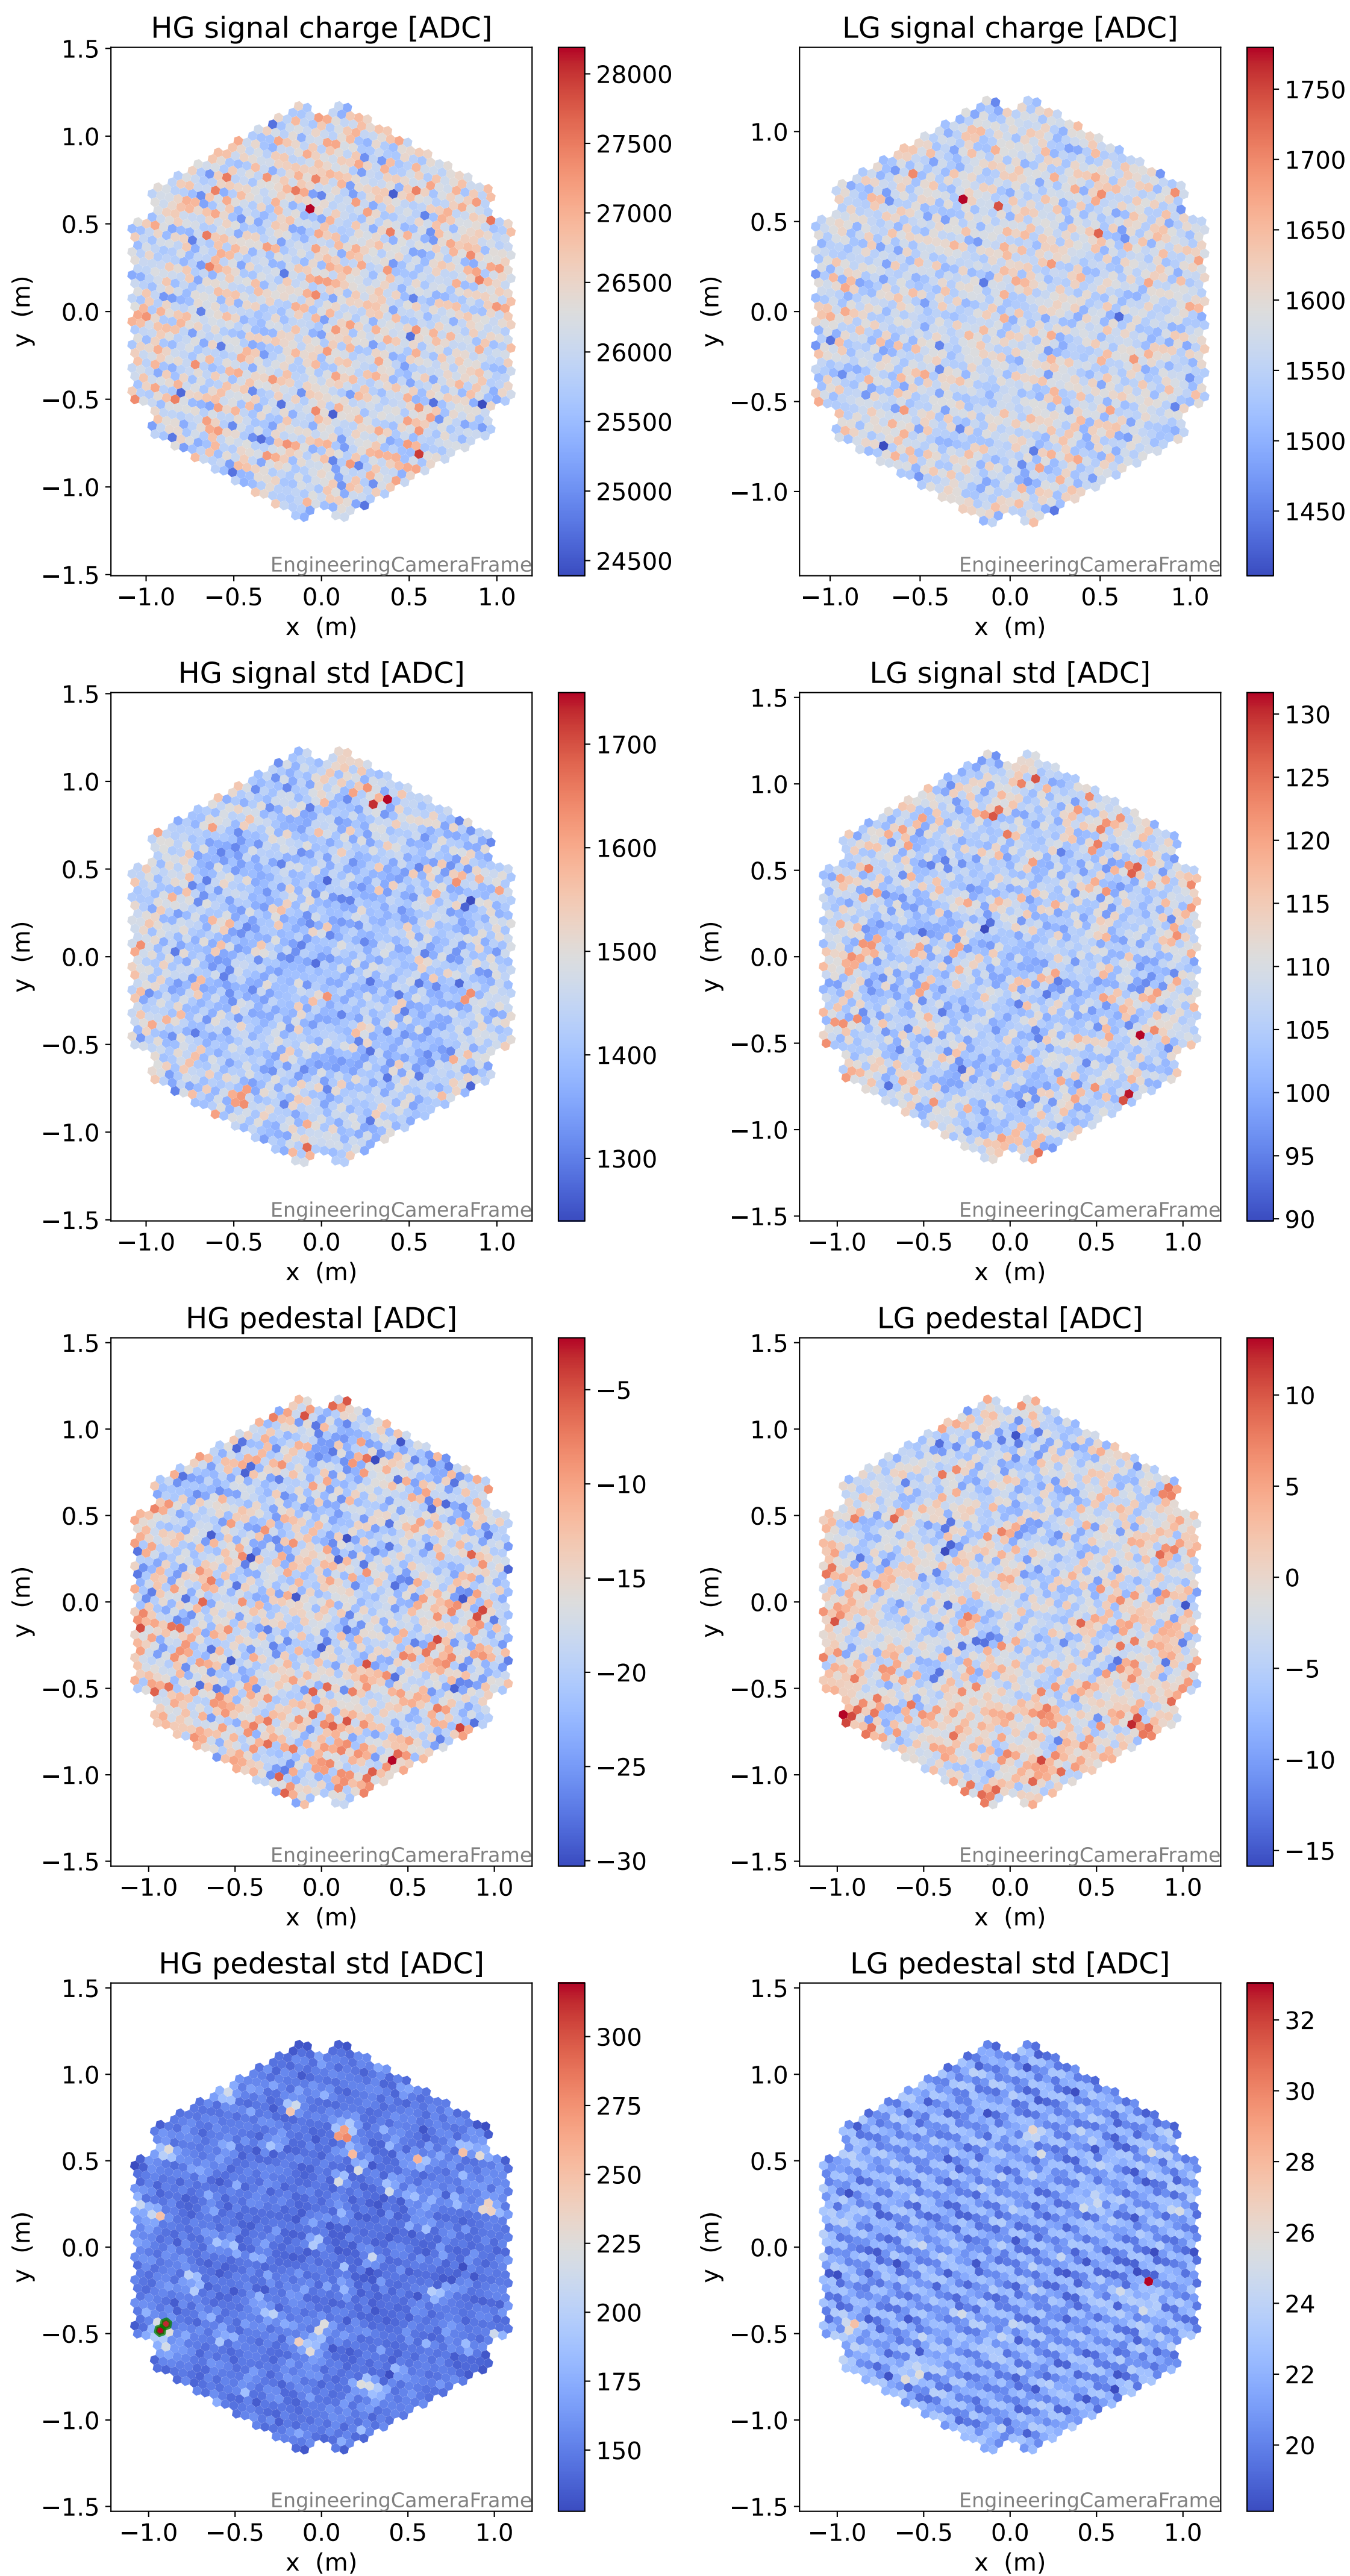 HG signal charge [ADC]
1.5
1.0
0.5
0.0
−0.5
−1.0
−1.5
y (m)
−1.0 −0.5 0.0 0.5 1.0
x (m)
EngineeringCameraFrame
28000
27500
27000
26500
26000
25500
25000
24500
LG signal charge [ADC]
1.0
0.5
0.0
−0.5
−1.0
y (m)
−1.0 −0.5 0.0 0.5 1.0
x (m)
EngineeringCameraFrame
1750
1700
1650
1600
1550
1500
1450
HG signal std [ADC]
1.5
1.0
0.5
0.0
−0.5
−1.0
−1.5
y (m)
−1.0 −0.5 0.0 0.5 1.0
x (m)
EngineeringCameraFrame
1700
1600
1500
1400
1300
LG signal std [ADC]
1.5
1.0
0.5
0.0
−0.5
−1.0
−1.5
y (m)
−1.0 −0.5 0.0 0.5 1.0
x (m)
EngineeringCameraFrame
130
125
120
115
110
105
100
95
90
HG pedestal [ADC]
1.5
1.0
0.5
0.0
−0.5
−1.0
−1.5
y (m)
−1.0 −0.5 0.0 0.5 1.0
x (m)
EngineeringCameraFrame
−5
−10
−15
−20
−25
−30
LG pedestal [ADC]
1.5
1.0
0.5
0.0
−0.5
−1.0
−1.5
y (m)
−1.0 −0.5 0.0 0.5 1.0
x (m)
EngineeringCameraFrame
10
5
0
−5
−10
−15
HG pedestal std [ADC]
1.5
1.0
0.5
0.0
−0.5
−1.0
−1.5
y (m)
−1.0 −0.5 0.0 0.5 1.0
x (m)
EngineeringCameraFrame
300
275
250
225
200
175
150
LG pedestal std [ADC]
1.5
1.0
0.5
0.0
−0.5
−1.0
−1.5
y (m)
−1.0 −0.5 0.0 0.5 1.0
x (m)
EngineeringCameraFrame
32
30
28
26
24
22
20